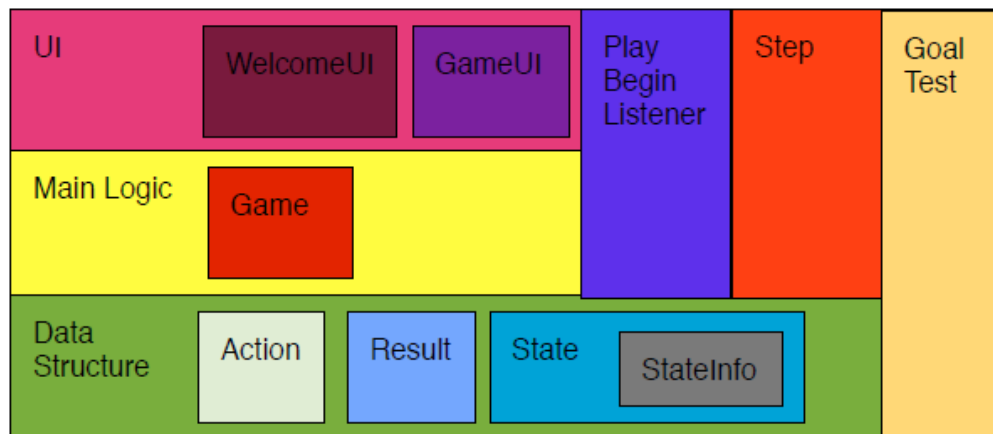 UI
WelcomeUI
GameUI
Play
Begin
Listener
Step
Goal
Test
Main Logic
Game
Data
Structure
Action
Result
State
StateInfo